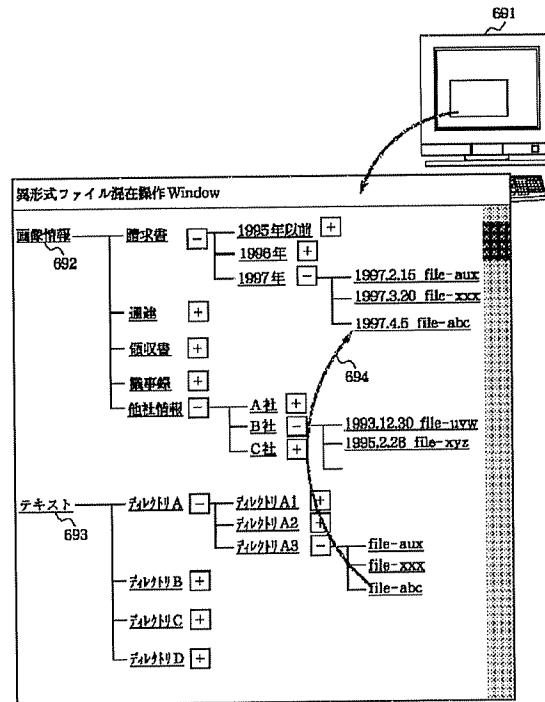 691
異形式ファイル混在操作 Window
画像情報 請求書 - 1995年以前 +
692
1996年 +
1997年 - 1997.2.15 file-aux
1997.3.20 file-xxx
通達 + 1997.4.5 file-abc
領収書 +
694
議事録 +
他社情報 - A社 +
B社 - 1993.12.30 file-uvw
C社 + 1995.2.28 file-xyz
テキスト ディレクトリA - ディレクトリA1 +
693
ディレクトリA2 +
ディレクトリA3 - file-aux
file-xxx
ディレクトリB + file-abc
ディレクトリC +
ディレクトリD +